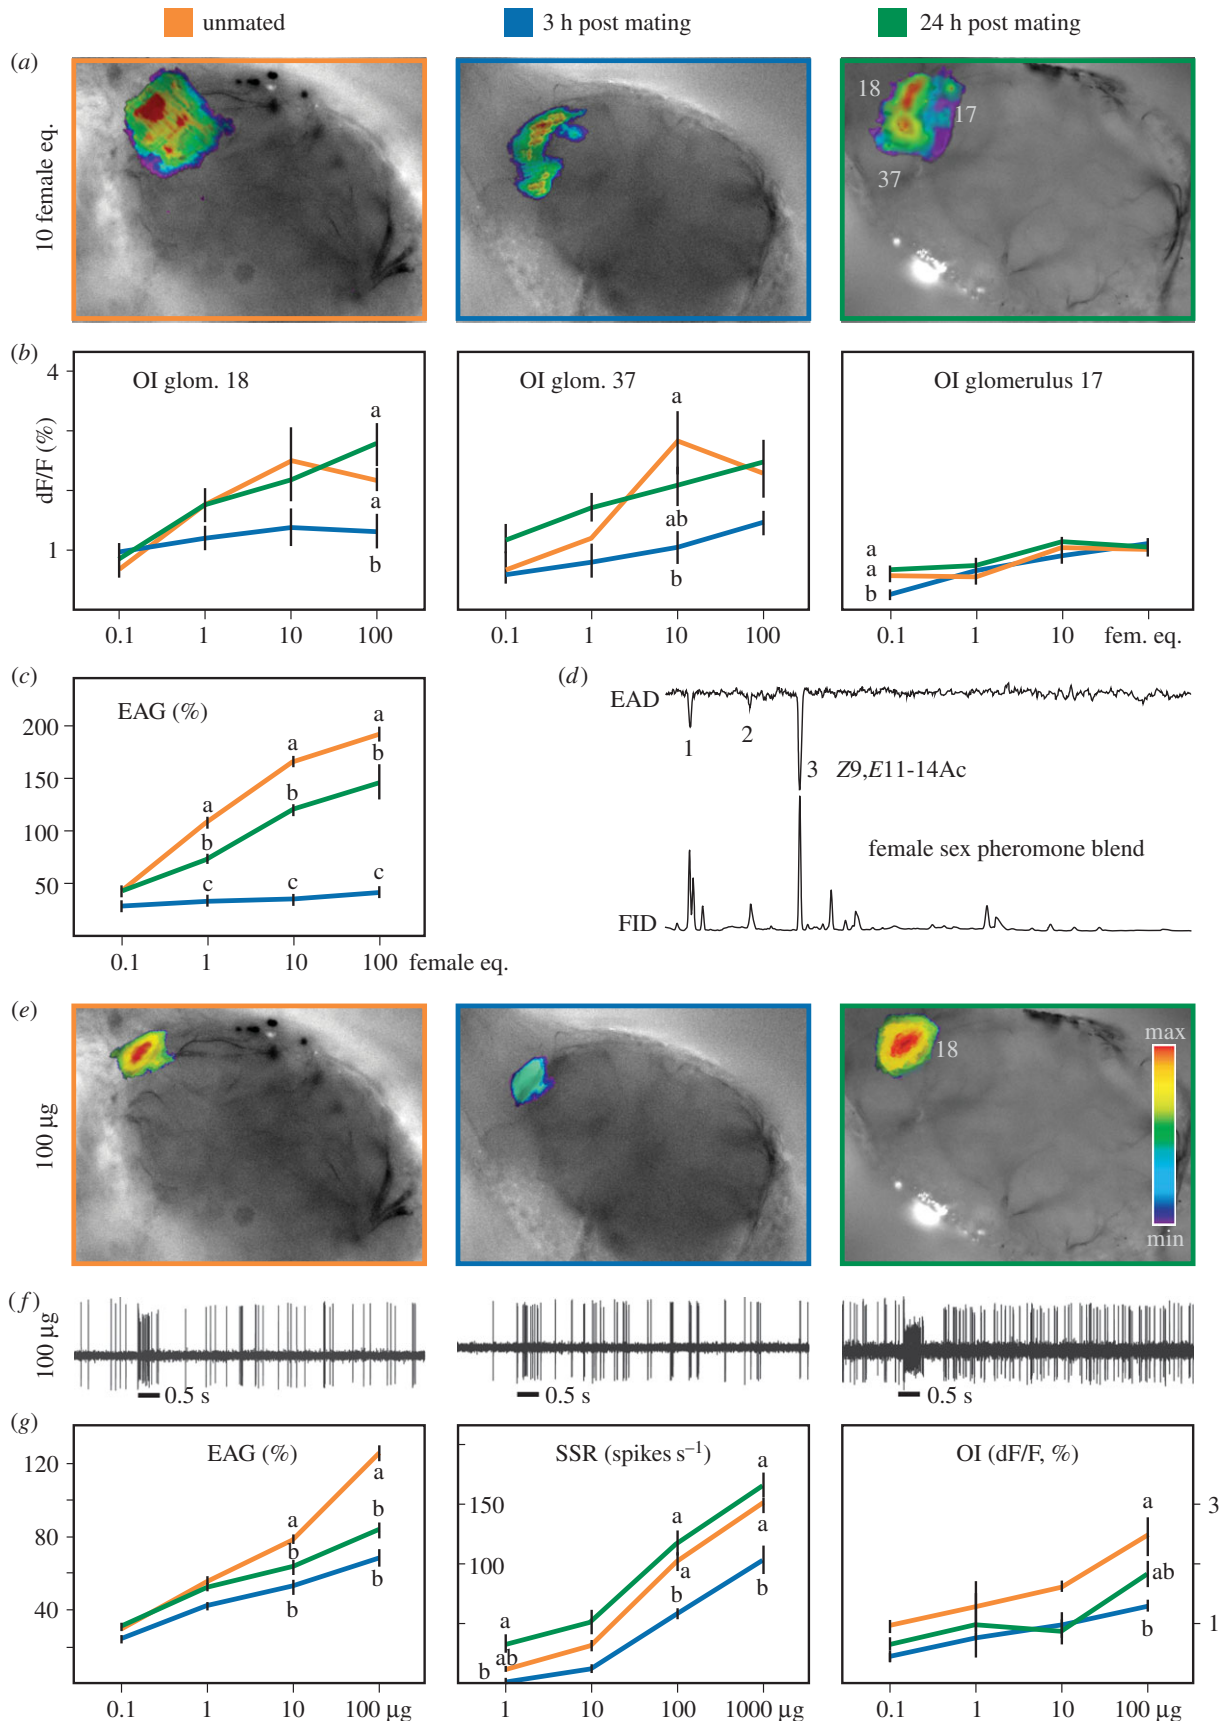 unmated 3 h post mating 24 h post mating
(a)
10 female eq.
18
17
37
(b)
OI glom. 18 OI glom. 37 OI glomerulus 17
dF/F (%)
4
1
a
a
b
a
ab
b
a
a
b
0.1 1 10 100 0.1 1 10 100 0.1 1 10 fem. eq.
(c)
EAG (%)
200
150
100
50
a
a
b
a
b
b
c
c
c
0.1 1 10 100 female eq.
(d)
EAD
1 2
3 Z9,E11-14Ac
female sex pheromone blend
FID
(e)
100 µg
18
max
min
(f)
100 µg
0.5 s 0.5 s 0.5 s
(g)
EAG (%) SSR (spikes s–1) OI (dF/F, %)
120
80
40
a
a
b
b
b
b
150
100
a
a
a
a
b
b
a
ab
b
3
1
a
ab
b
0.1 1 10 100 µg 1 10 100 1000 µg 0.1 1 10 100 µg